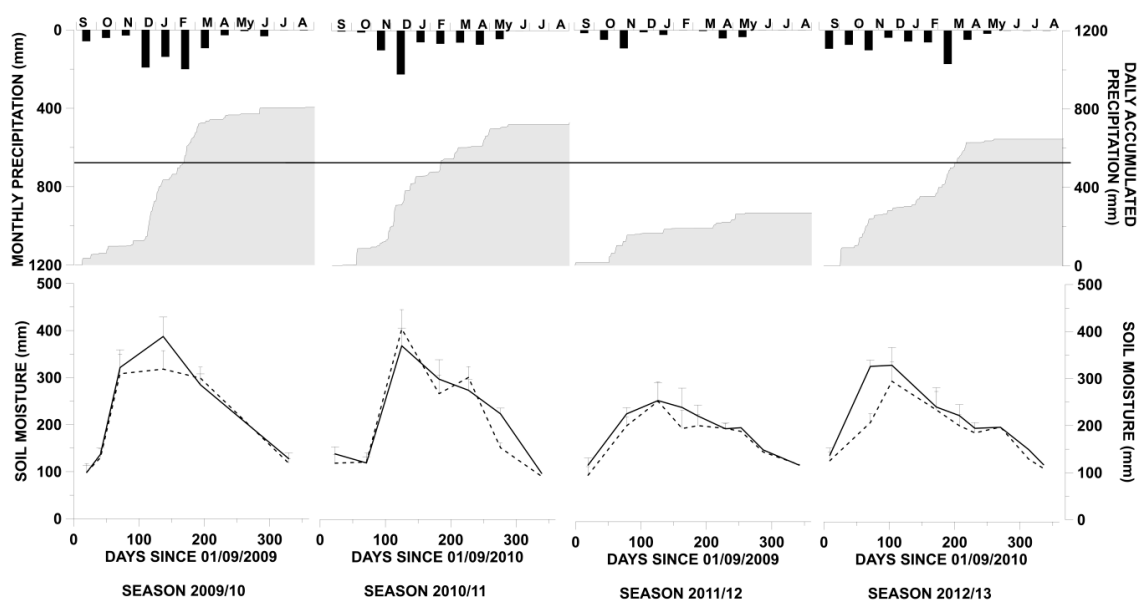 S O N D J F M A My J J A
S O N D J F M A My J J A
S O N D J F M A My J J A
S O N D J F M A My J J A
0
400
800
1200
MONTHLY PRECIPITATION (mm)
1200
800
400
0
DAILY ACCUMULATED
PRECIPITATION (mm)
500
400
300
200
100
0
SOIL MOISTURE (mm)
500
400
300
200
100
0
SOIL MOISTURE (mm)
0 100 200 300
0 100 200 300
0 100 200 300
0 100 200 300
DAYS SINCE 01/09/2009
DAYS SINCE 01/09/2010
DAYS SINCE 01/09/2009
DAYS SINCE 01/09/2010
SEASON 2009/10
SEASON 2010/11
SEASON 2011/12
SEASON 2012/13